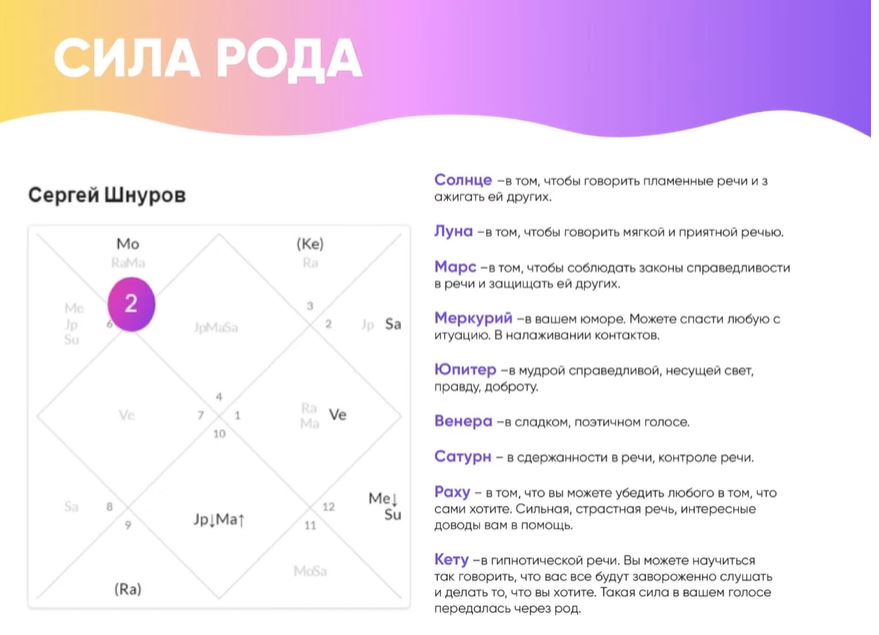 СИЛА РОДА
Сергей Шнуров
Mo
RaMa
(Ke)
Ra
Me
Jp
Su
2
6
3
2
Jp Sa
JpMaSa
4
7 1
10
Ve
Ra
Ma
Ve
Sa
8
9
Jp↓Ma↑
12
11
Me↓
Su
MoSa
(Ra)
Солнце –в том, чтобы говорить пламенные речи и з
ажигать ей других.
Луна –в том, чтобы говорить мягкой и приятной речью.
Марс –в том, чтобы соблюдать законы справедливости
в речи и защищать ей других.
Меркурий –в вашем юморе. Можете спасти любую с
итуацию. В налаживании контактов.
Юпитер –в мудрой справедливой, несущей свет,
правду, доброту.
Венера –в сладком, поэтичном голосе.
Сатурн – в сдержанности в речи, контроле речи.
Раху – в том, что вы можете убедить любого в том, что
сами хотите. Сильная, страстная речь, интересные
доводы вам в помощь.
Кету –в гипнотической речи. Вы можете научиться
так говорить, что вас все будут завороженно слушать
и делать то, что вы хотите. Такая сила в вашем голосе
передалась через род.